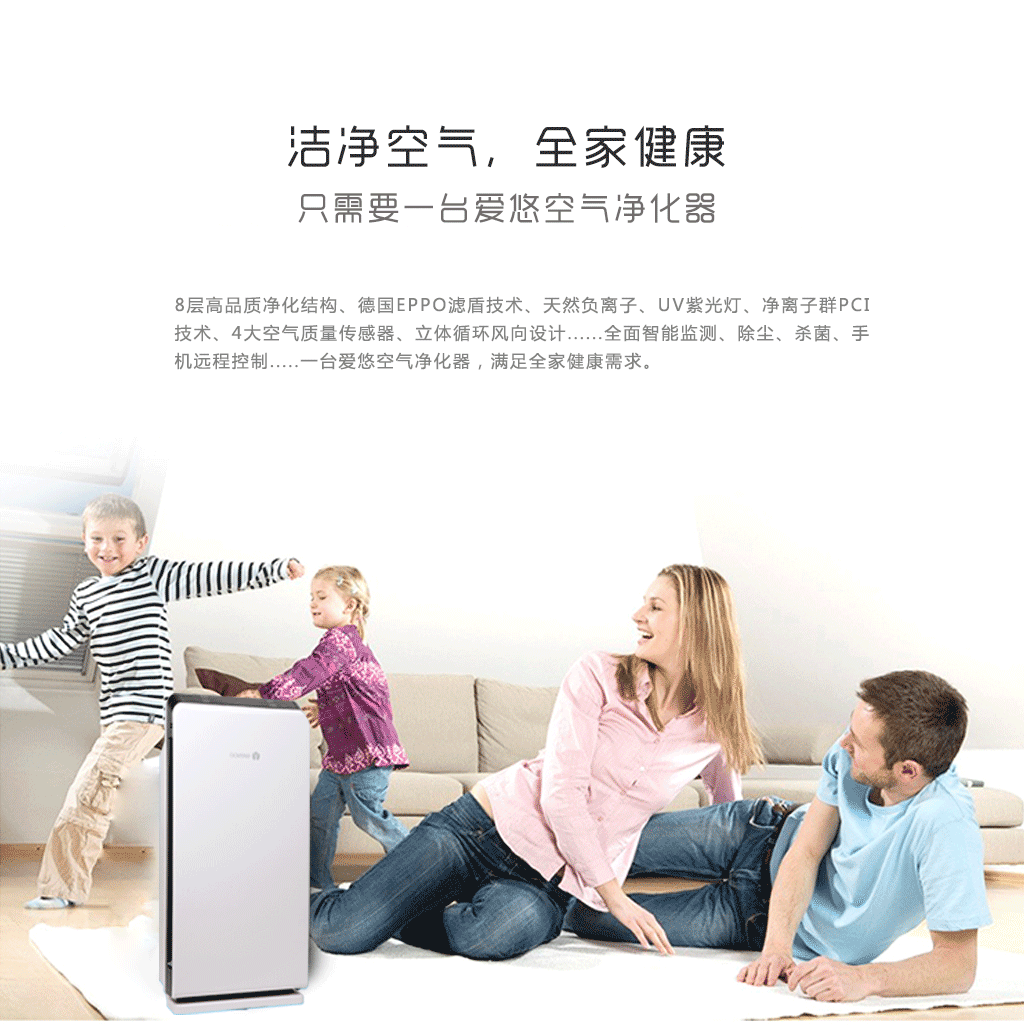 洁净空气，全家健康
只需要一台爱悠空气净化器
8层高品质净化结构、德国EPPO滤盾技术、天然负离子、UV紫光灯、净离子群PCI
技术、4大空气质量传感器、立体循环风向设计......全面智能监测、除尘、杀菌、手
机远程控制.....一台爱悠空气净化器，满足全家健康需求。